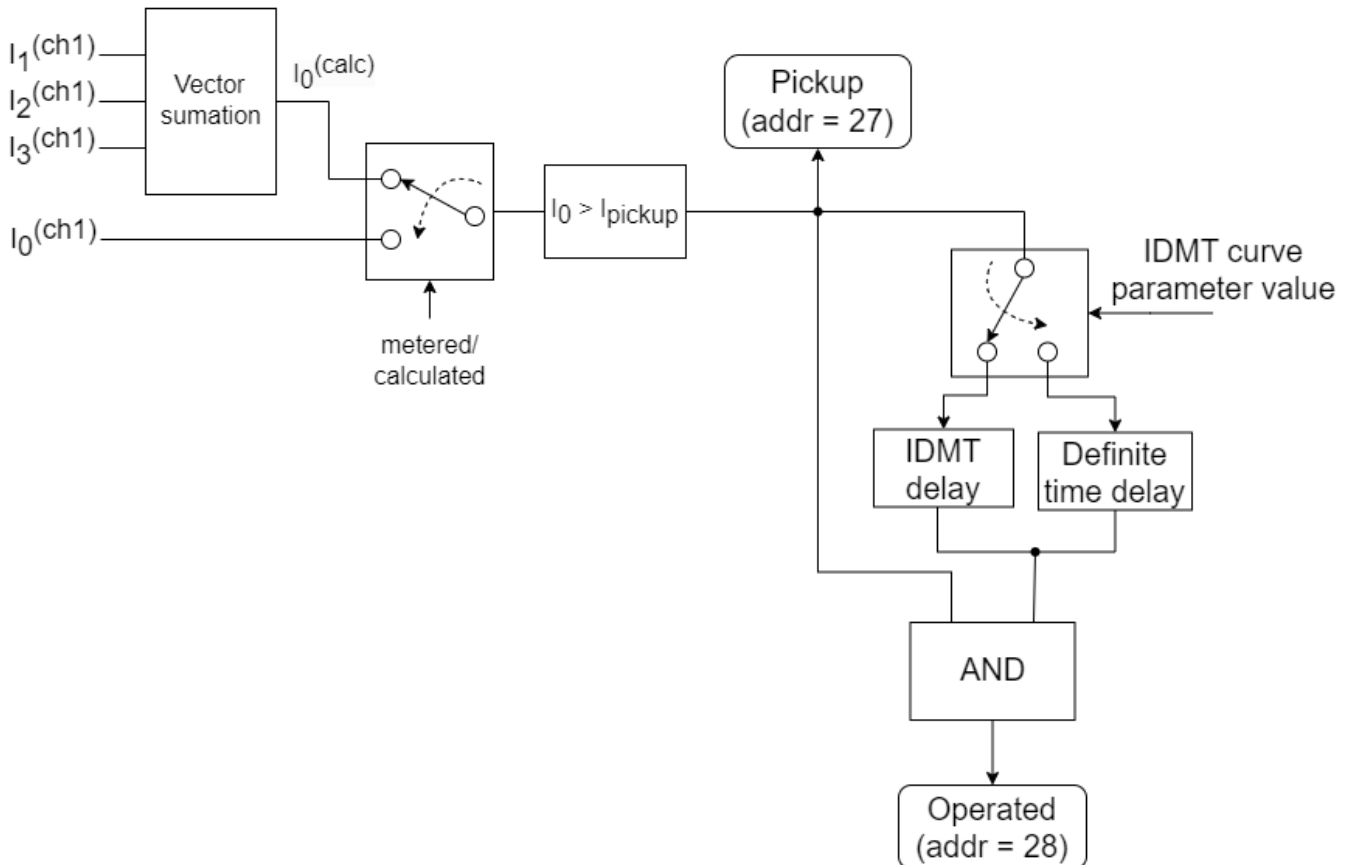 I1(ch1)
I2(ch1)
I3(ch1)
Vector
sumation
I0(calc)
I0(ch1)
metered/
calculated
I0 > Ipickup
Pickup
(addr = 27)
IDMT curve
parameter value
IDMT
delay
Definite
time delay
AND
Operated
(addr = 28)